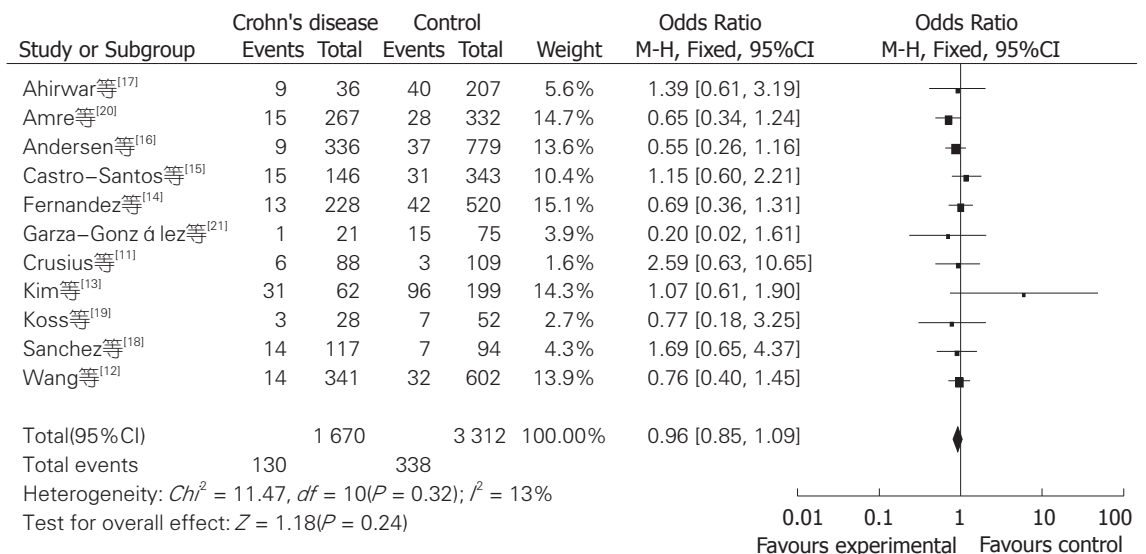 Crohn's disease Control Odds Ratio Odds Ratio
Study or Subgroup Events Total Events Total Weight M-H, Fixed, 95%CI M-H, Fixed, 95%CI
Ahirwar等[17] 9 36 40 207 5.6% 1.39 [0.61, 3.19]
Amre等[20] 15 267 28 332 14.7% 0.65 [0.34, 1.24]
Andersen等[16] 9 336 37 779 13.6% 0.55 [0.26, 1.16]
Castro-Santos等[15] 15 146 31 343 10.4% 1.15 [0.60, 2.21]
Fernandez等[14] 13 228 42 520 15.1% 0.69 [0.36, 1.31]
Garza-Gonz á lez等[21] 1 21 15 75 3.9% 0.20 [0.02, 1.61]
Crusius等[11] 6 88 3 109 1.6% 2.59 [0.63, 10.65]
Kim等[13] 31 62 96 199 14.3% 1.07 [0.61, 1.90]
Koss等[19] 3 28 7 52 2.7% 0.77 [0.18, 3.25]
Sanchez等[18] 14 117 7 94 4.3% 1.69 [0.65, 4.37]
Wang等[12] 14 341 32 602 13.9% 0.76 [0.40, 1.45]
Total(95%CI) 1 670 3 312 100.00% 0.96 [0.85, 1.09]
Total events 130 338
Heterogeneity: Chi² = 11.47, df = 10(P = 0.32); I² = 13%
Test for overall effect: Z = 1.18(P = 0.24)
0.01 0.1 1 10 100
Favours experimental Favours control